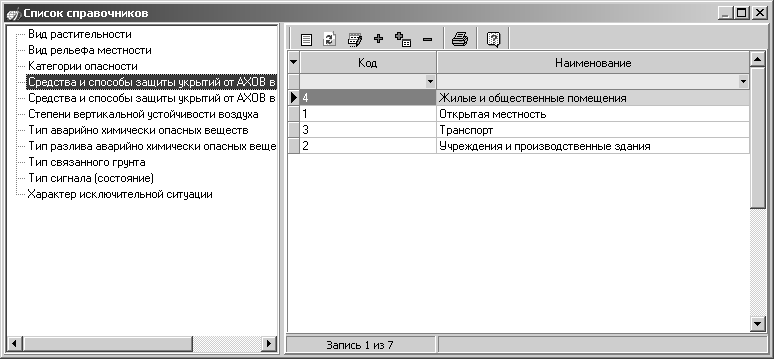 Список справочников
Вид растительности
Вид рельефа местности
Категории опасности
Средства и способы защиты укрытий от АХОВ в
Средства и способы защиты укрытий от АХОВ в
Степени вертикальной устойчивости воздуха
Тип аварийно химически опасных веществ
Тип разлива аварийно химически опасных веще
Тип связанного грунта
Тип сигнала (состояние)
Характер исключительной ситуации
Код Наименование
4 Жилые и общественные помещения
1 Открытая местность
3 Транспорт
2 Учреждения и производственные здания
Запись 1 из 7